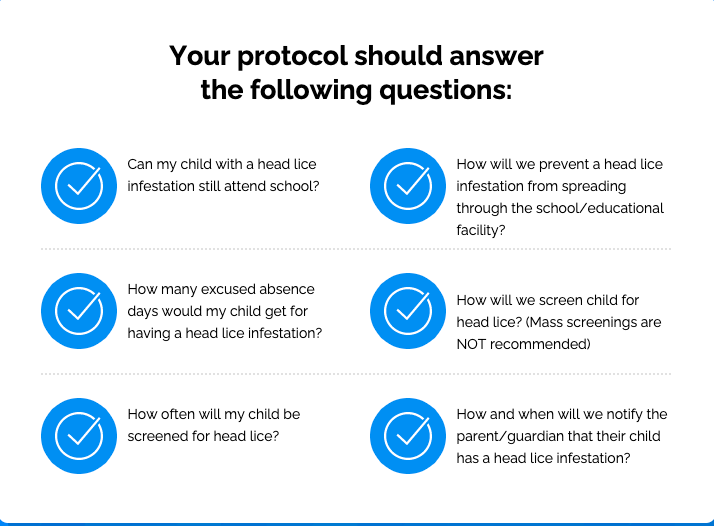 Your protocol should answer
the following questions:
Can my child with a head lice
infestation still attend school?
How will we prevent a head lice
infestation from spreading
through the school/educational
facility?
How many excused absence
days would my child get for
having a head lice infestation?
How will we screen child for
head lice? (Mass screenings are
NOT recommended)
How often will my child be
screened for head lice?
How and when will we notify the
parent/guardian that their child
has a head lice infestation?